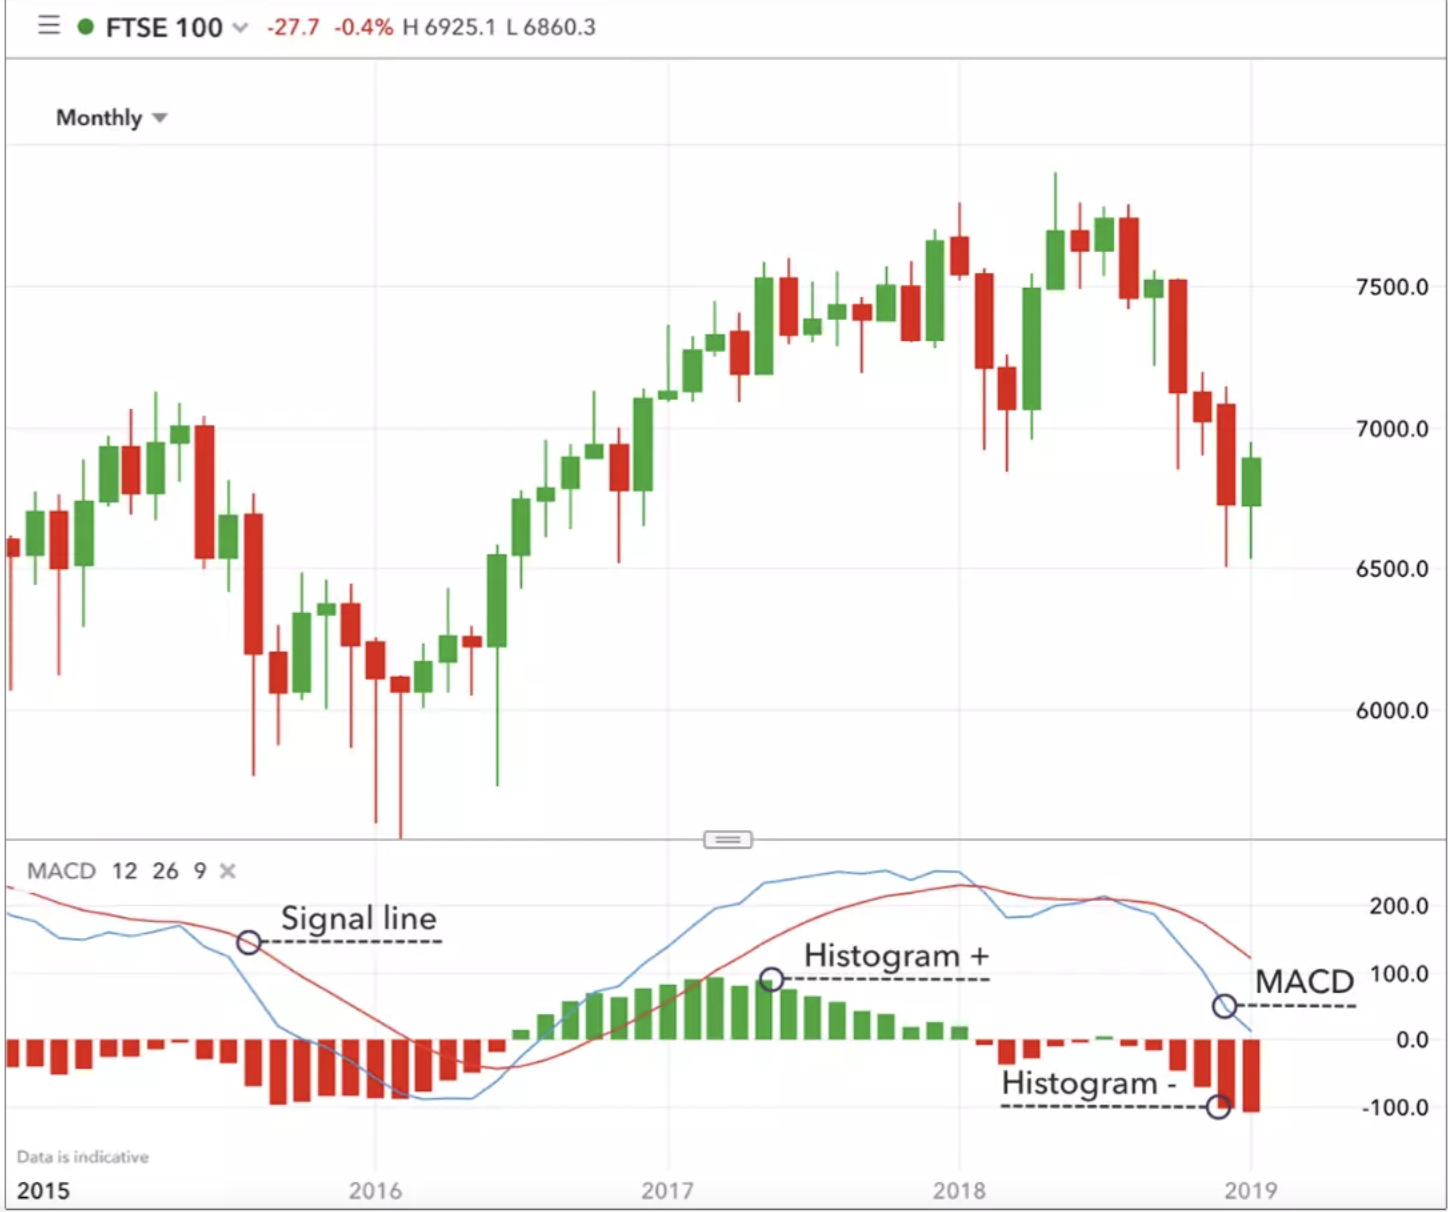 FTSE 100 -27.7 -0.4% H 6925.1 L 6860.3
Monthly
7500.0
7000.0
6500.0
6000.0
MACD 12 26 9
Signal line
200.0
Histogram +
100.0
MACD
0.0
Histogram -
-100.0
Data is indicative
2015 2016 2017 2018 2019